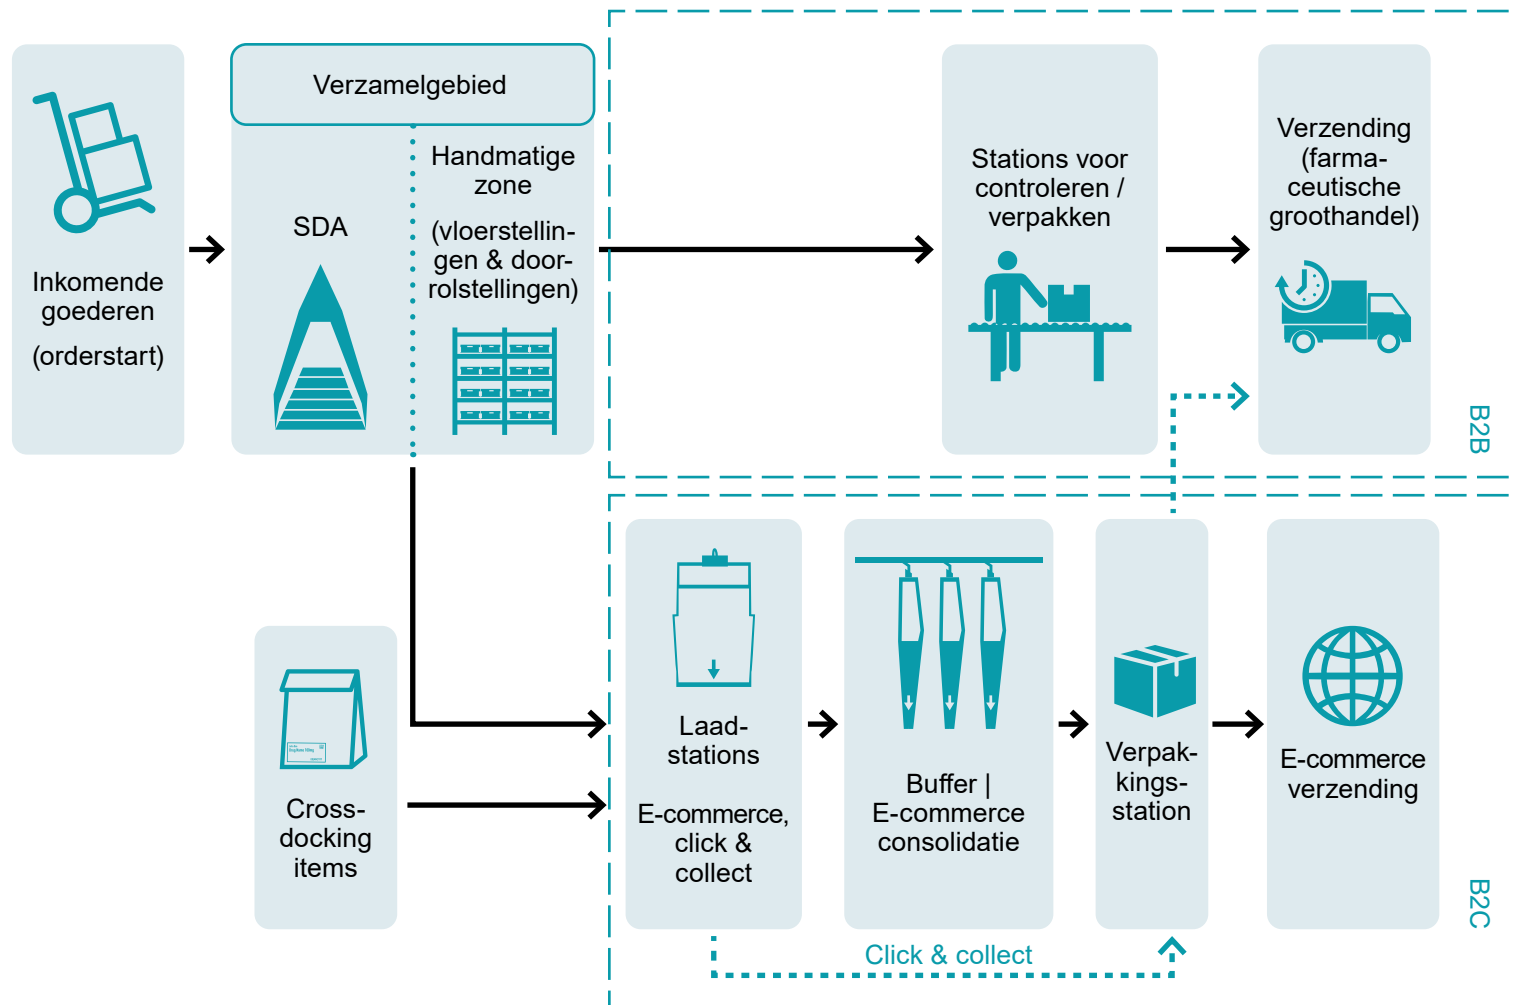 Inkomende
goederen
(orderstart)
Verzamelgebied
SDA
Handmatige
zone
(vloerstellin-
gen & door-
rolstellingen)
Stations voor
controleren /
verpakken
Verzending
(farma-
ceutische
groothandel)
B2B
Cross-
docking
items
Laad-
stations
E-commerce,
click &
collect
Buffer |
E-commerce
consolidatie
Verpak-
kings-
station
E-commerce
verzending
B2C
Click & collect